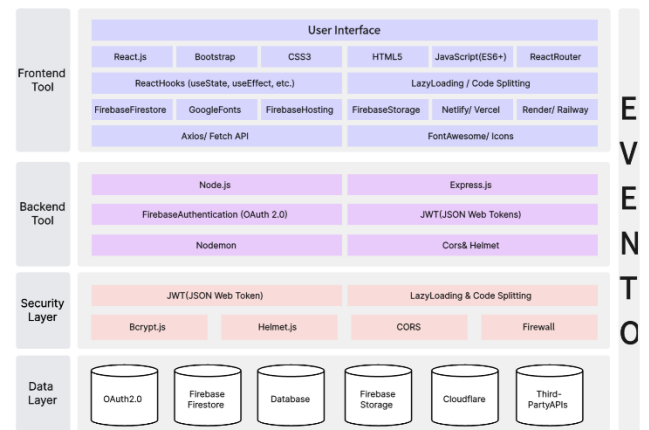 User Interface
Frontend
Tool
React.js
Bootstrap
CSS3
HTML5
JavaScript(ES6+)
ReactRouter
ReactHooks (useState, useEffect, etc.)
LazyLoading / Code Splitting
FirebaseFirestore
GoogleFonts
FirebaseHosting
FirebaseStorage
Netlify/ Vercel
Render/ Railway
Axios/ Fetch API
FontAwesome/ Icons
Backend
Tool
Node.js
Express.js
FirebaseAuthentication (OAuth 2.0)
JWT(JSON Web Tokens)
Nodemon
Cors& Helmet
Security
Layer
JWT(JSON Web Token)
LazyLoading & Code Splitting
Bcrypt.js
Helmet.js
CORS
Firewall
Data
Layer
OAuth2.0
Firebase
Firestore
Database
Firebase
Storage
Cloudflare
Third-
PartyAPIs
E
V
E
N
T
O